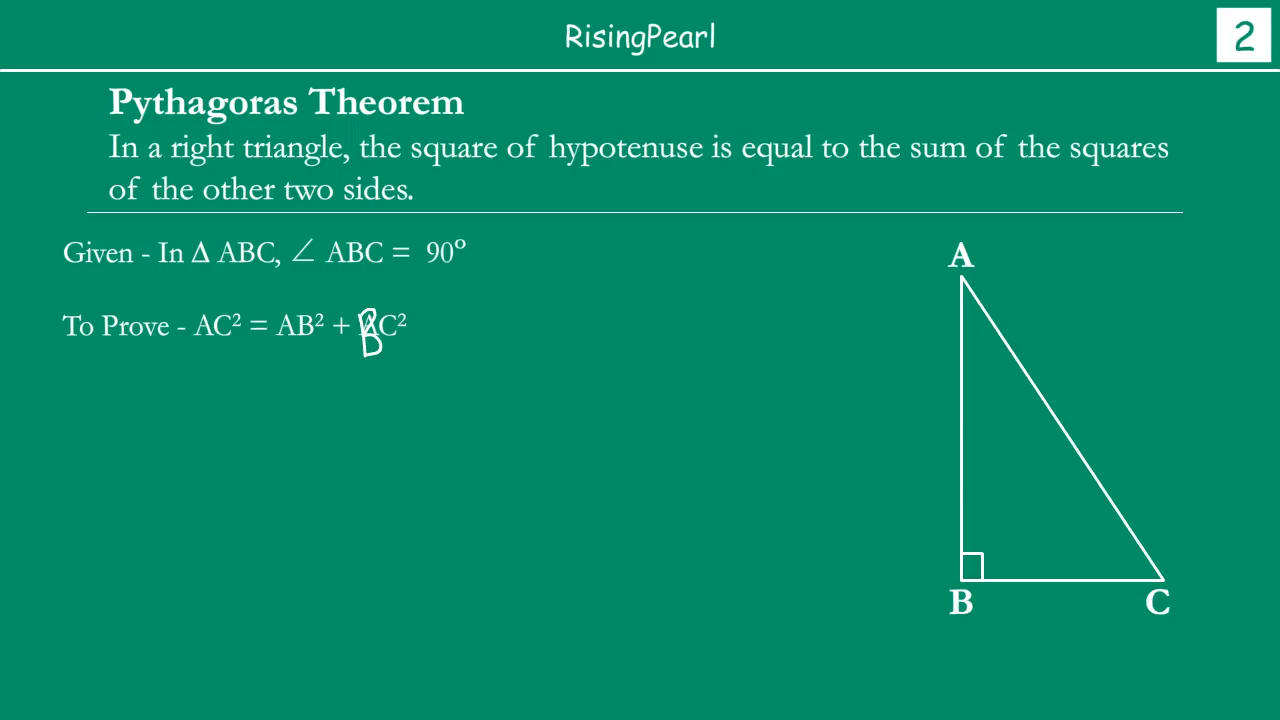 RisingPearl
2
Pythagoras Theorem
In a right triangle, the square of hypotenuse is equal to the sum of the squares
of the other two sides.
Given - In Δ ABC, ∠ ABC = 90°
To Prove - AC² = AB² + BC²
A
B
C